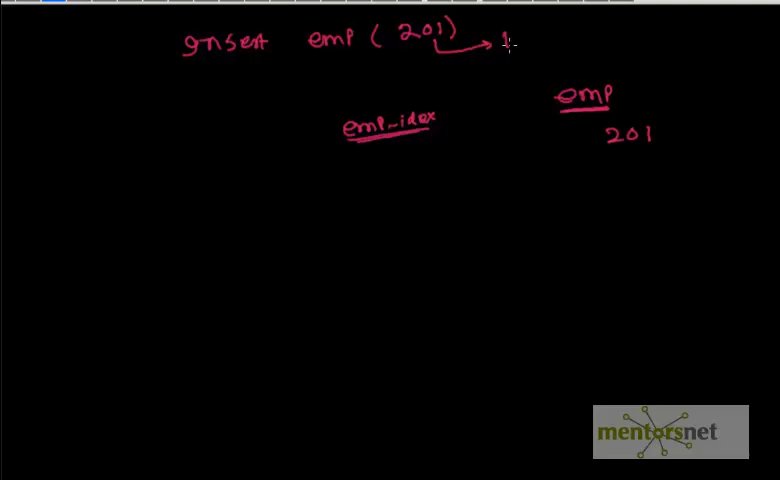 Insert emp ( 201)
emp
emp-idex
201
mentorsnet